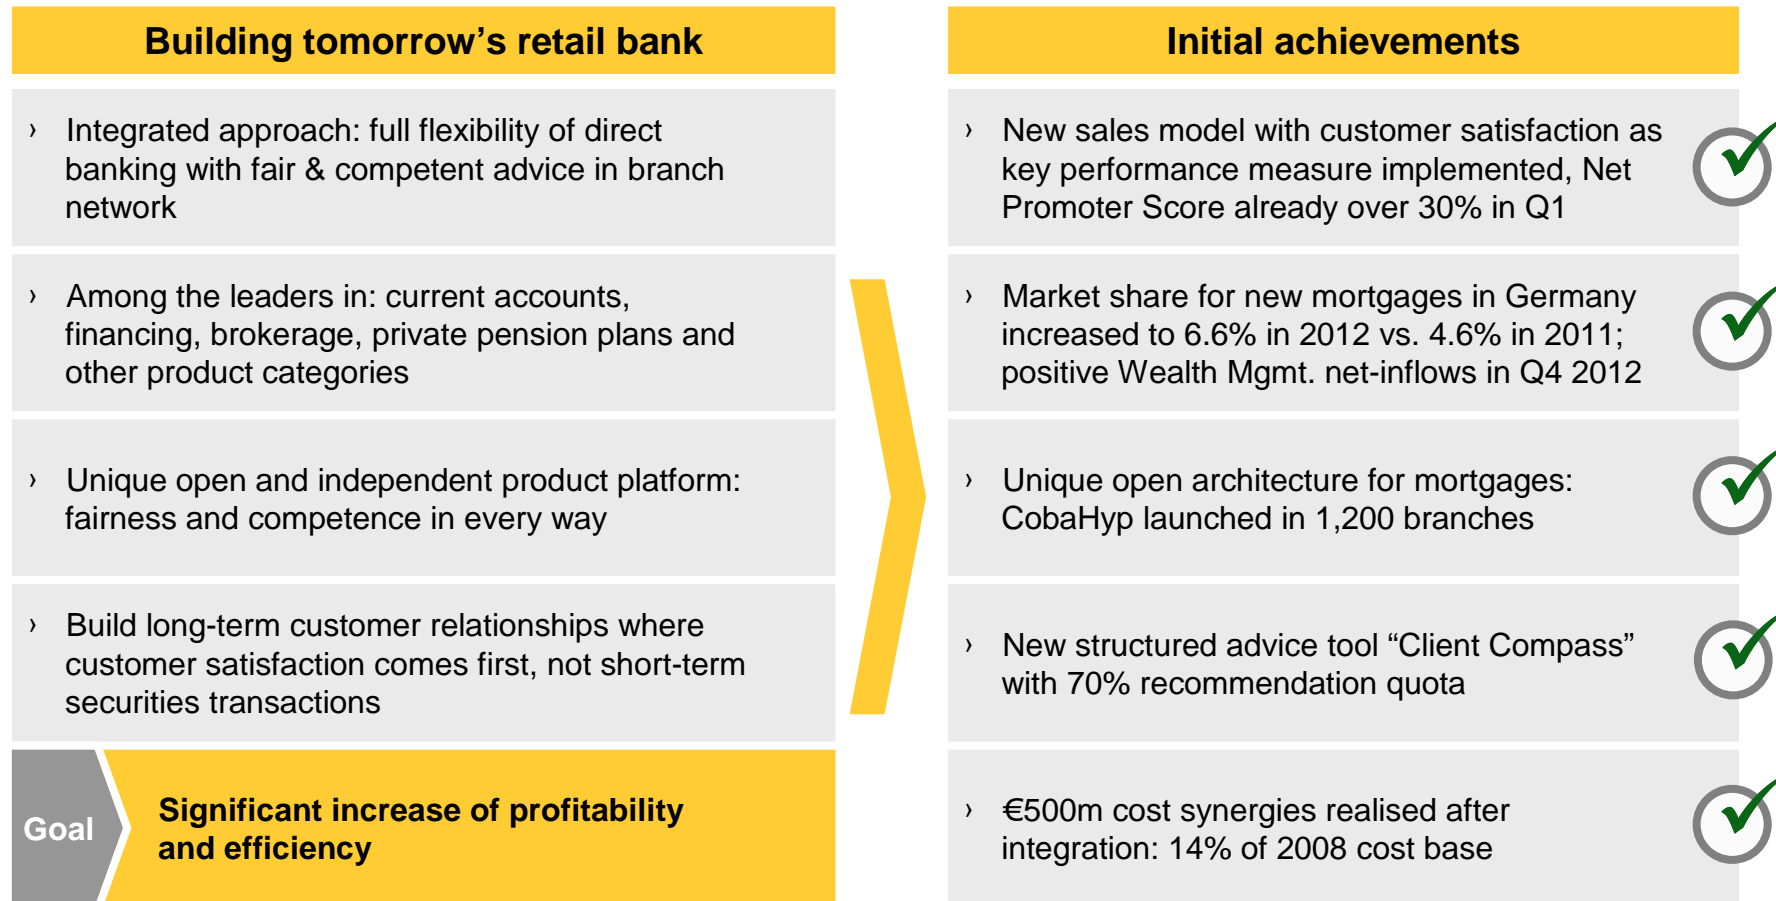 Building tomorrow’s retail bank
› Integrated approach: full flexibility of direct
banking with fair & competent advice in branch
network
› Among the leaders in: current accounts,
financing, brokerage, private pension plans and
other product categories
› Unique open and independent product platform:
fairness and competence in every way
› Build long-term customer relationships where
customer satisfaction comes first, not short-term
securities transactions
Goal
Significant increase of profitability
and efficiency
Initial achievements
› New sales model with customer satisfaction as
key performance measure implemented, Net
Promoter Score already over 30% in Q1
› Market share for new mortgages in Germany
increased to 6.6% in 2012 vs. 4.6% in 2011;
positive Wealth Mgmt. net-inflows in Q4 2012
› Unique open architecture for mortgages:
CobaHyp launched in 1,200 branches
› New structured advice tool “Client Compass”
with 70% recommendation quota
› €500m cost synergies realised after
integration: 14% of 2008 cost base